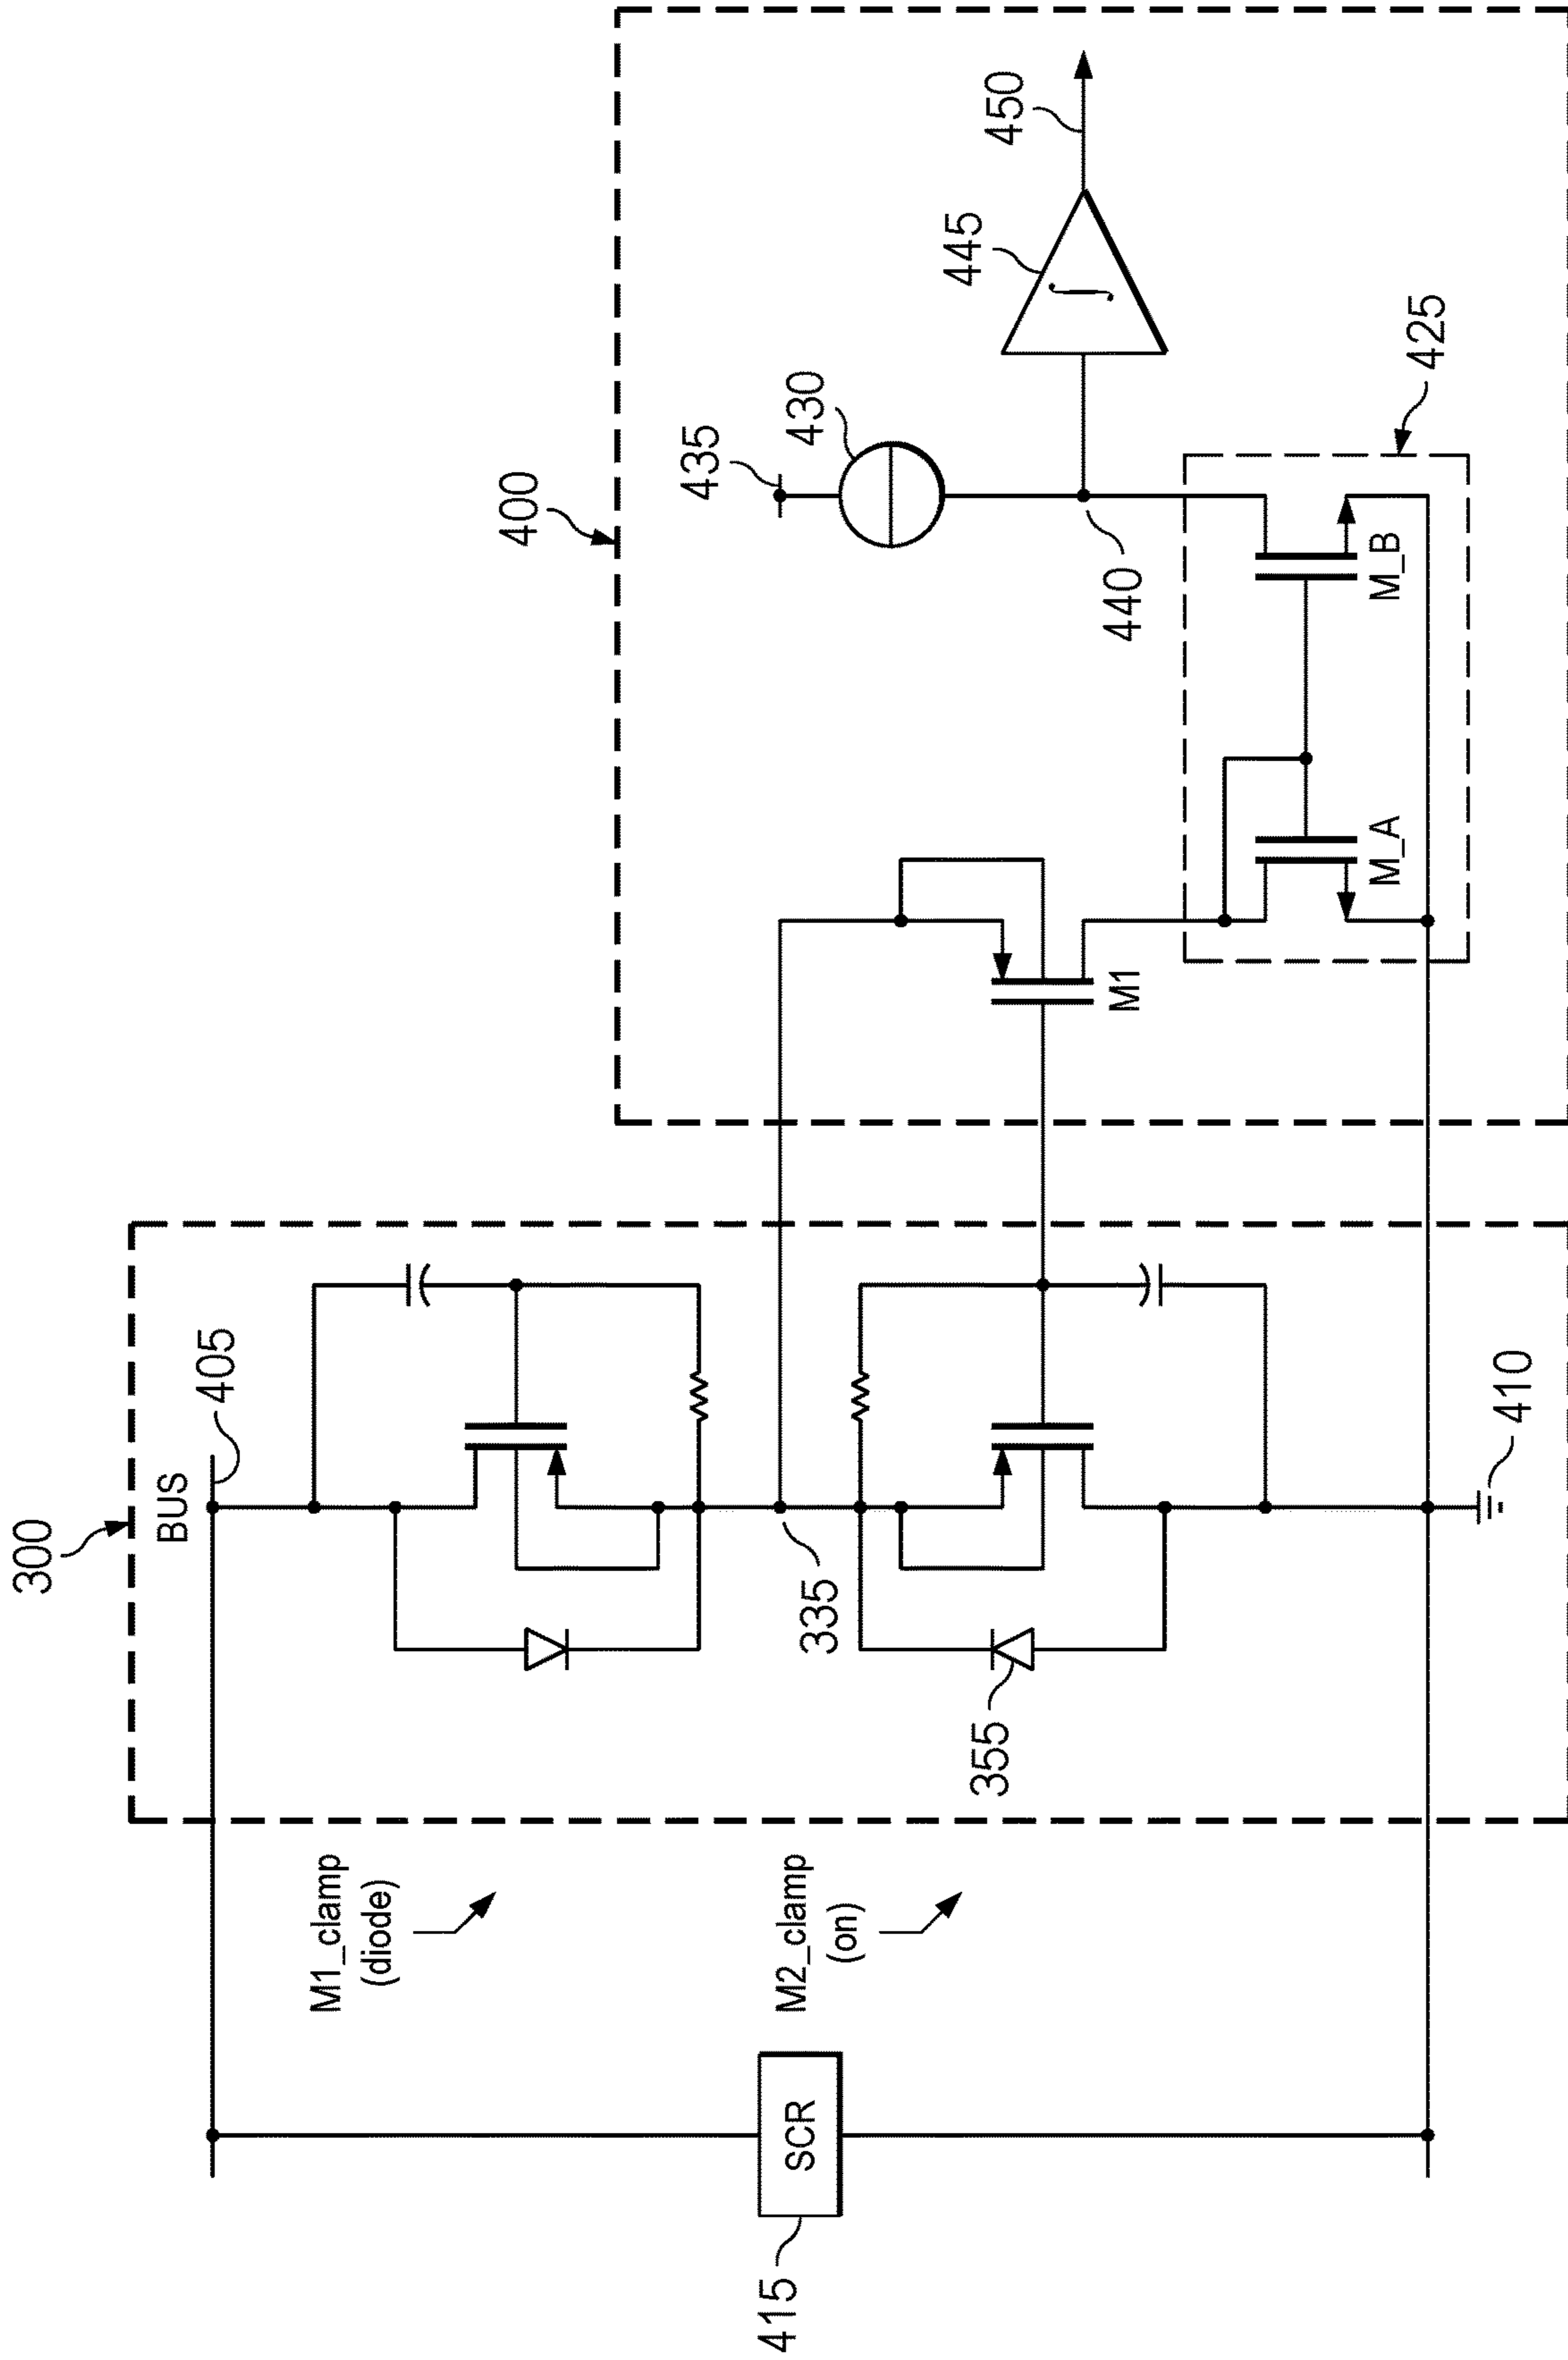 300
BUS
405
400
435
430
445
450
M1_clamp
(diode)
335
440
M2_clamp
(on)
415
SCR
355
M1
∫
M_A
M_B
425
410